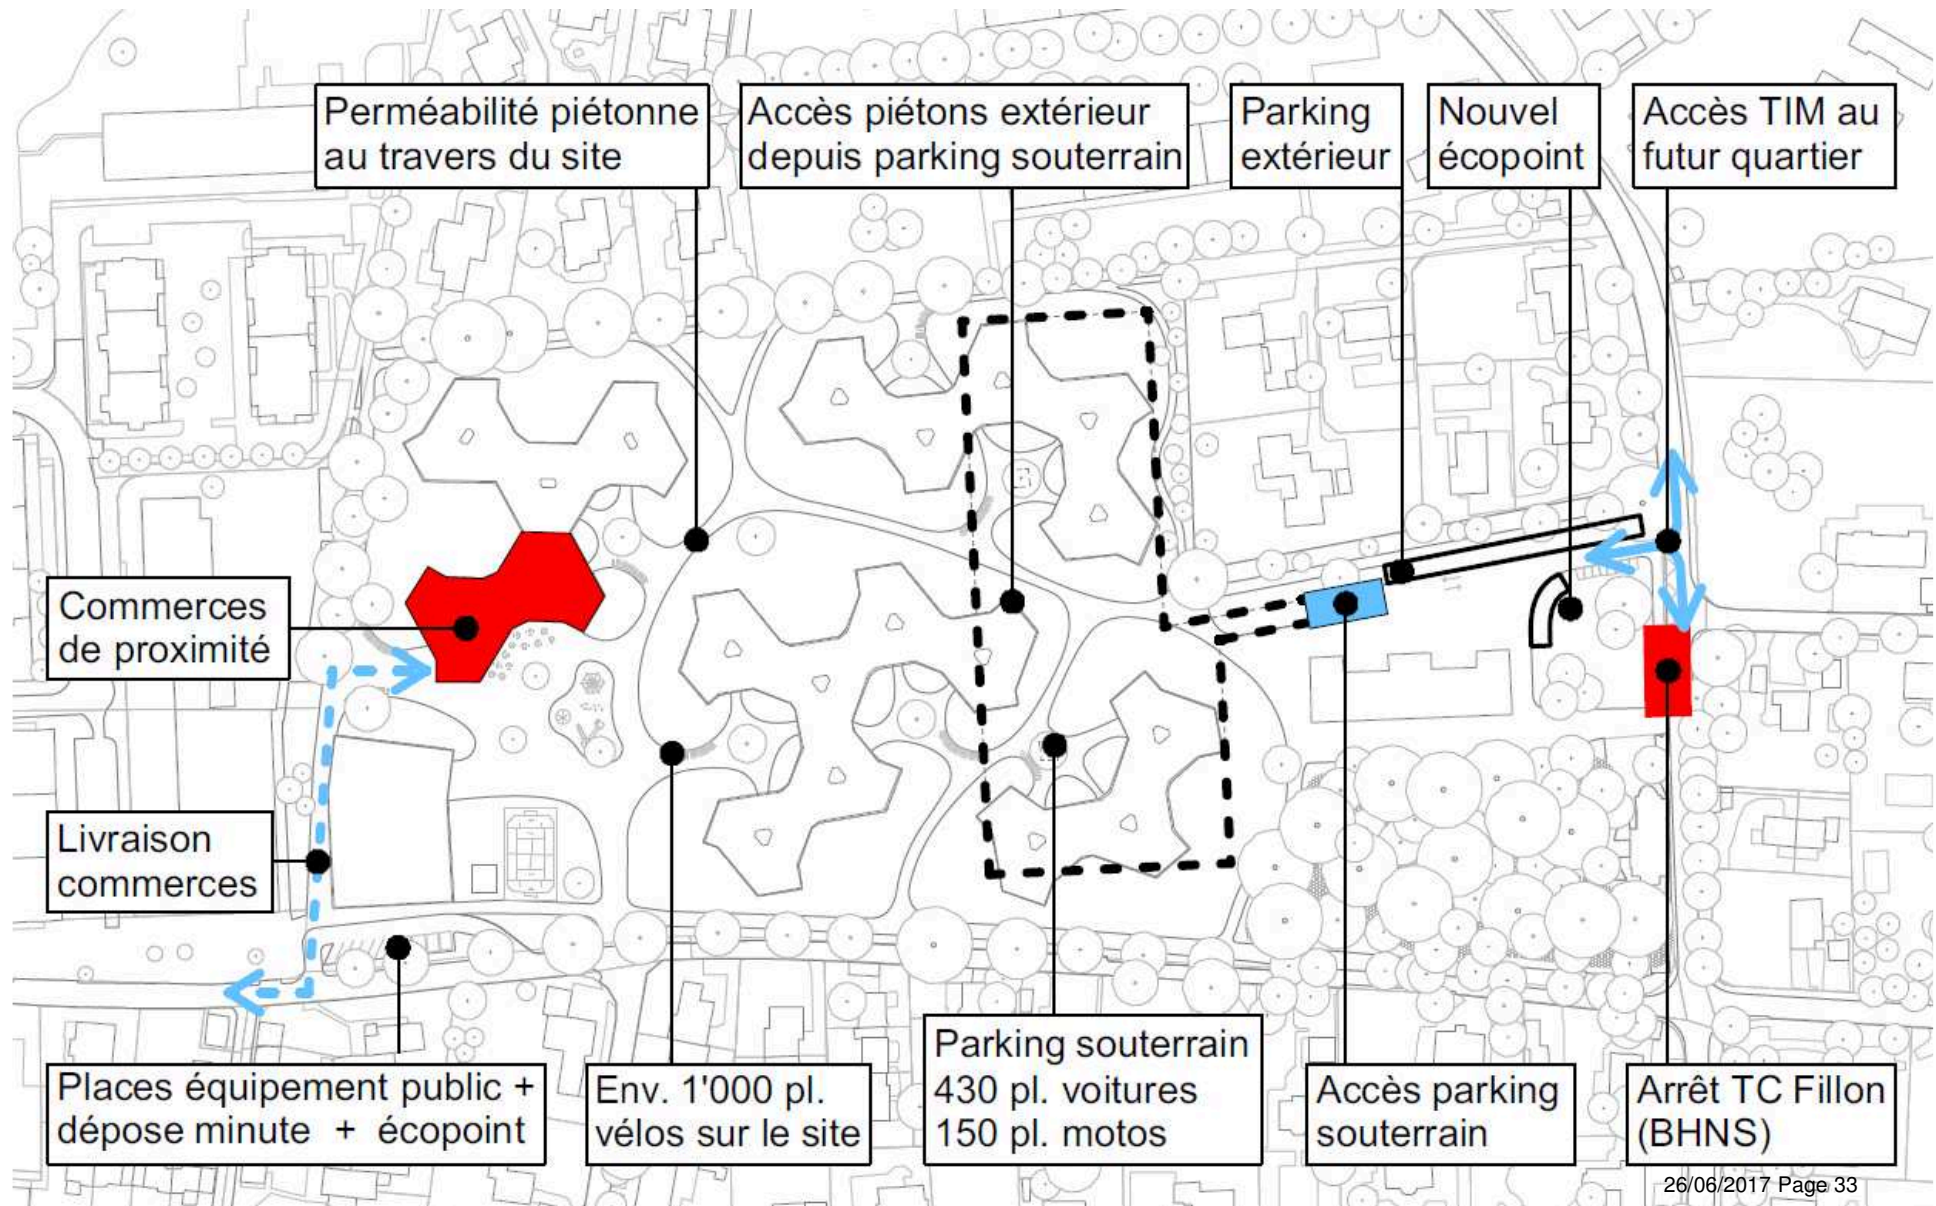 Perméabilité piétonne
au travers du site
Accès piétons extérieur
depuis parking souterrain
Parking
extérieur
Nouvel
écopoint
Accès TIM au
futur quartier
Commerces
de proximité
Livraison
commerces
Places équipement public +
dépose minute + écopoint
Env. 1'000 pl.
vélos sur le site
Parking souterrain
430 pl. voitures
150 pl. motos
Accès parking
souterrain
Arrêt TC Fillon
(BHNS)
26/06/2017 Page 33